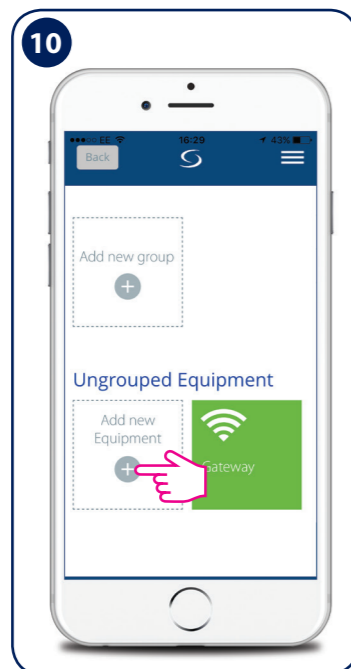 10
EE 16:29 43%
Back
Add new group
Ungrouped Equipment
Add new
Equipment
Gateway